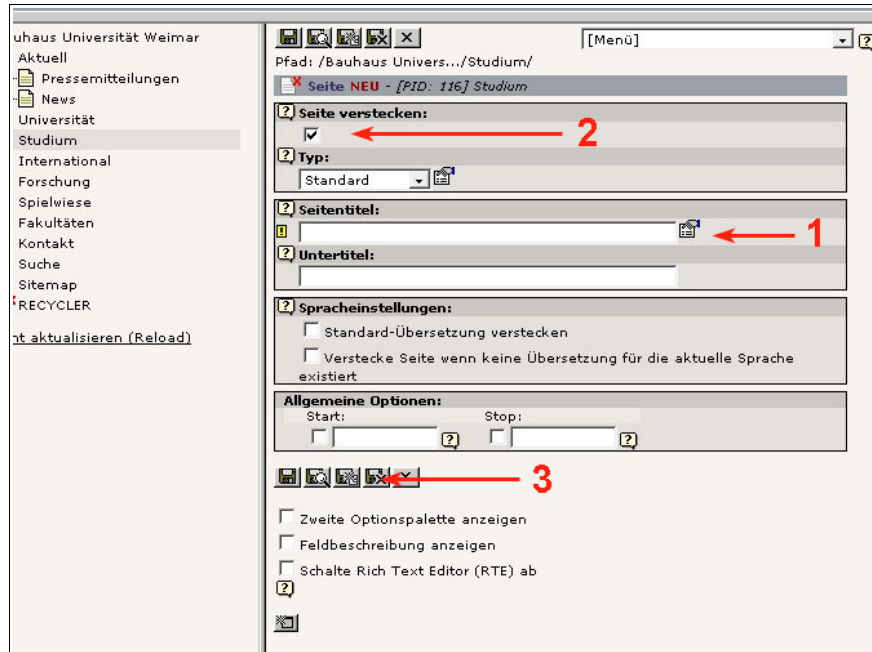 uhaus Universität Weimar
Aktuell
Pressemitteilungen
News
Universität
Studium
International
Forschung
Spielwiese
Fakultäten
Kontakt
Suche
Sitemap
RECYCLER
nt aktualisieren (Reload)
[Menü]
Pfad: /Bauhaus Univers.../Studium/
Seite NEU - [PID: 116] Studium
Seite verstecken:
2
Typ:
Standard
Seitentitel:
1
Untertitel:
Spracheinstellungen:
Standard-Übersetzung verstecken
Verstecke Seite wenn keine Übersetzung für die aktuelle Sprache
existiert
Allgemeine Optionen:
Start: Stop:
3
Zweite Optionspalette anzeigen
Feldbeschreibung anzeigen
Schalte Rich Text Editor (RTE) ab